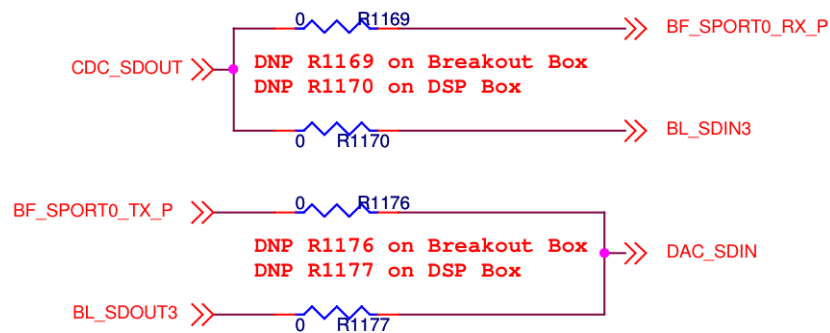 0 R1169 BF_SPORT0_RX_P
CDC_SDOUT
DNP R1169 on Breakout Box
DNP R1170 on DSP Box
0 R1170 BL_SDIN3
BF_SPORT0_TX_P 0 R1176
DNP R1176 on Breakout Box
DNP R1177 on DSP Box
DAC_SDIN
BL_SDOUT3 0 R1177